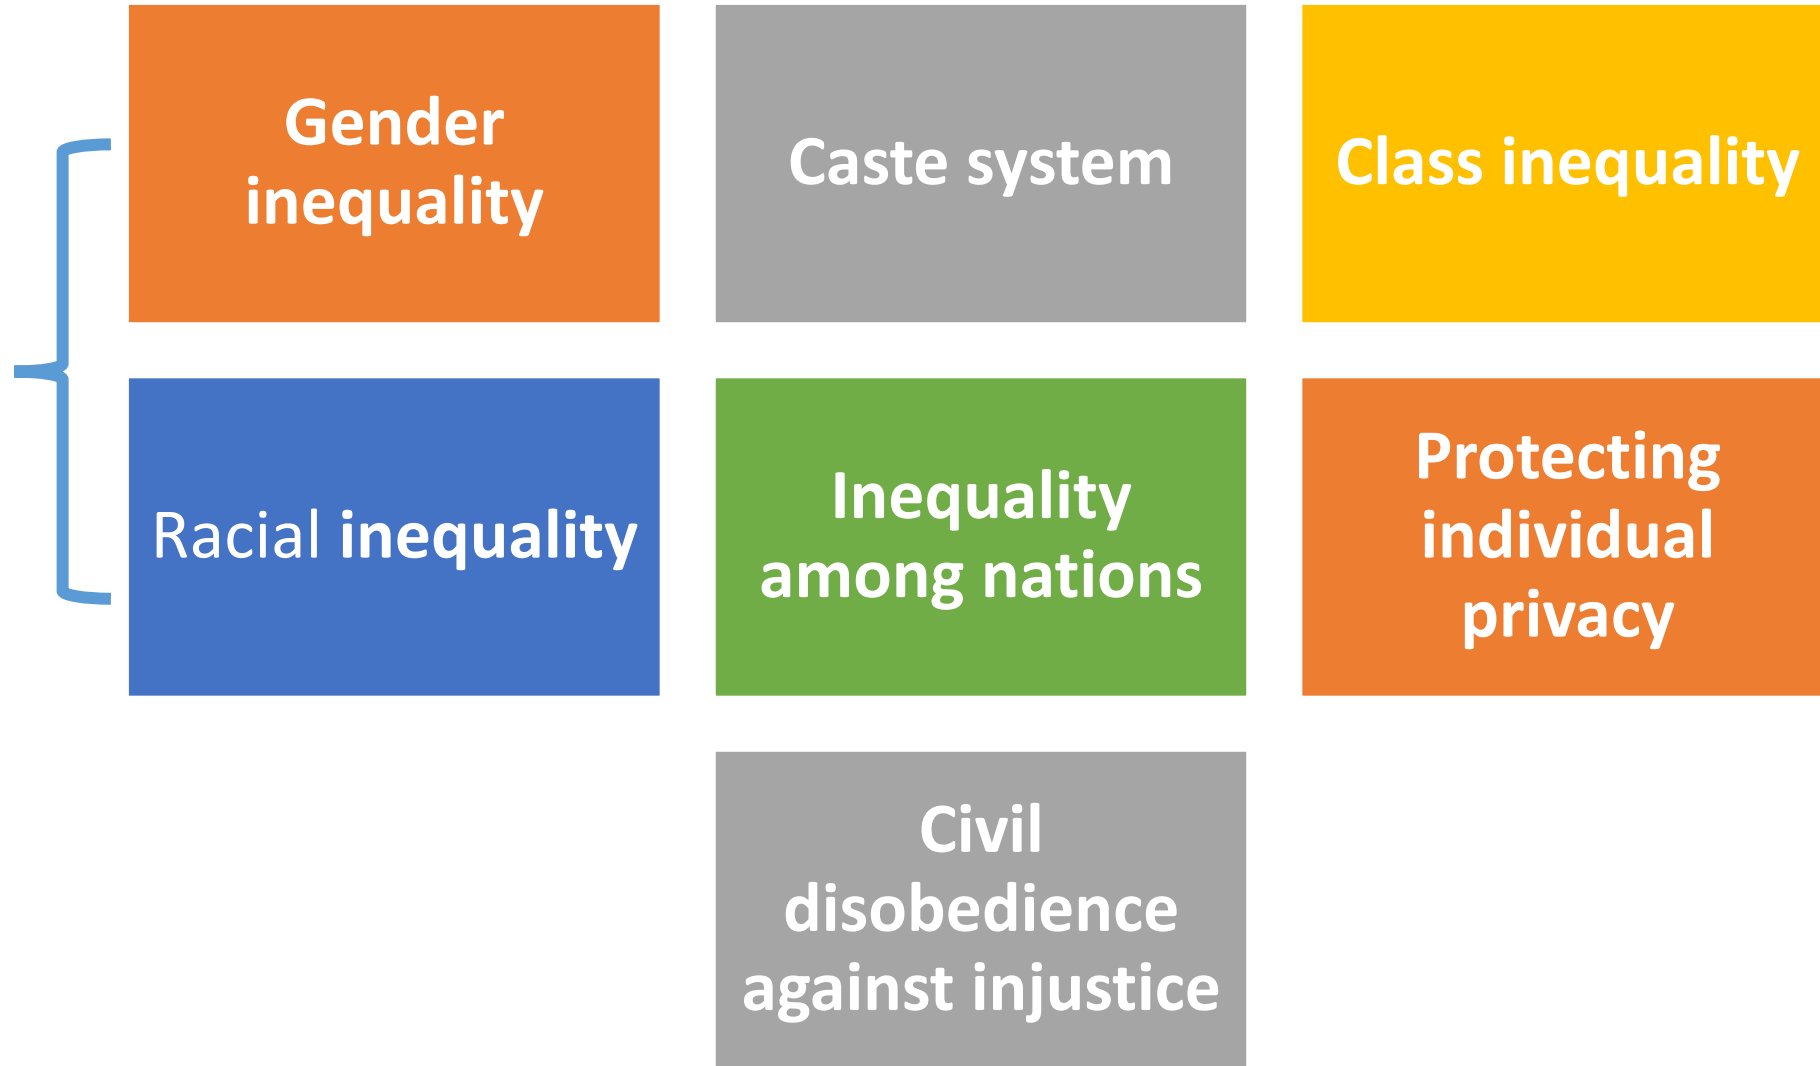 Gender
inequality
Caste system
Class inequality
Racial inequality
Inequality
among nations
Protecting
individual
privacy
Civil
disobedience
against injustice